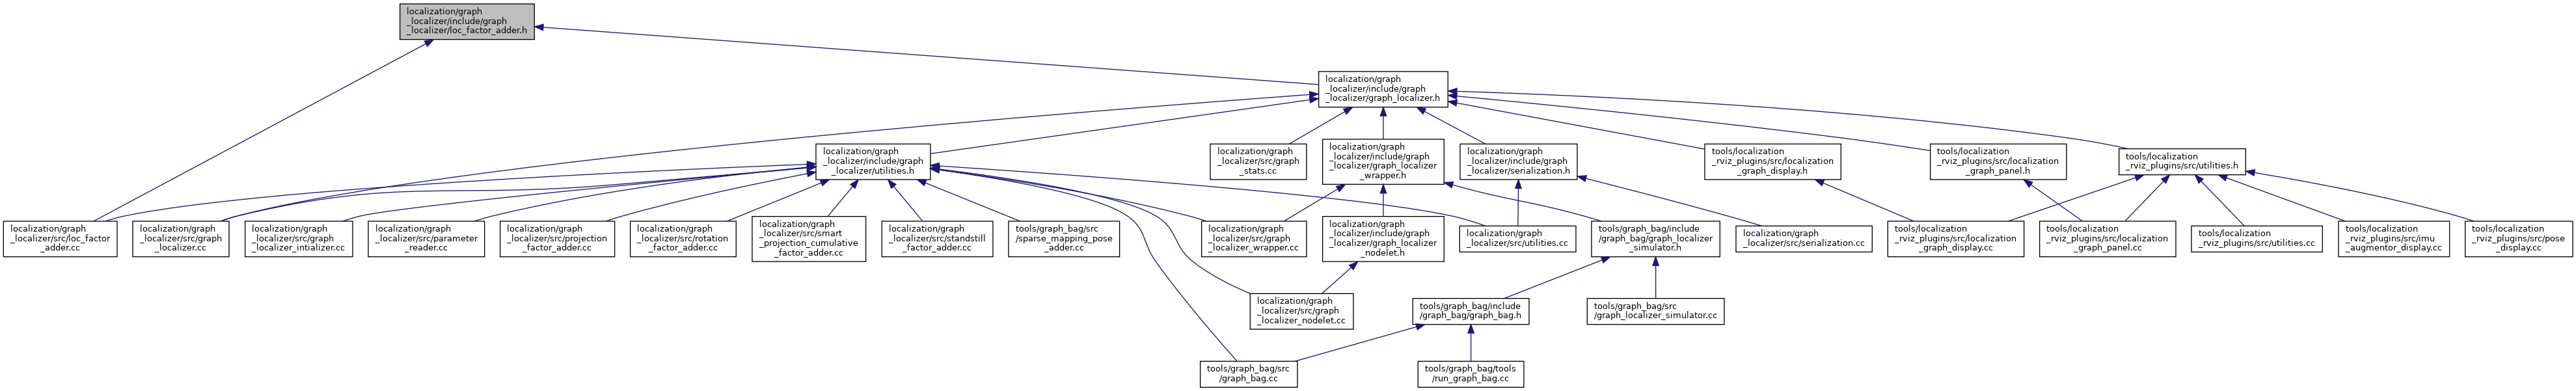 localization/graph
_localizer/include/graph
_localizer/loc_factor_adder.h
localization/graph
_localizer/include/graph
_localizer/graph_localizer.h
localization/graph
_localizer/include/graph
_localizer/utilities.h
localization/graph
_localizer/src/graph
_stats.cc
localization/graph
_localizer/include/graph
_localizer/graph_localizer
_wrapper.h
localization/graph
_localizer/include/graph
_localizer/serialization.h
tools/localization
_rviz_plugins/src/localization
_graph_display.h
tools/localization
_rviz_plugins/src/localization
_graph_panel.h
tools/localization
_rviz_plugins/src/utilities.h
localization/graph
_localizer/src/loc_factor
_adder.cc
localization/graph
_localizer/src/graph
_localizer.cc
localization/graph
_localizer/src/graph
_localizer_intializer.cc
localization/graph
_localizer/src/parameter
_reader.cc
localization/graph
_localizer/src/projection
_factor_adder.cc
localization/graph
_localizer/src/rotation
_factor_adder.cc
localization/graph
_localizer/src/smart
_projection_cumulative
_factor_adder.cc
localization/graph
_localizer/src/standstill
_factor_adder.cc
tools/graph_bag/src
/sparse_mapping_pose
_adder.cc
localization/graph
_localizer/src/graph
_localizer_wrapper.cc
localization/graph
_localizer/include/graph
_localizer/graph_localizer
_nodelet.h
localization/graph
_localizer/src/utilities.cc
tools/graph_bag/include
/graph_bag/graph_localizer
_simulator.h
localization/graph
_localizer/src/serialization.cc
tools/localization
_rviz_plugins/src/localization
_graph_display.cc
tools/localization
_rviz_plugins/src/localization
_graph_panel.cc
tools/localization
_rviz_plugins/src/utilities.cc
tools/localization
_rviz_plugins/src/imu
_augmentor_display.cc
tools/localization
_rviz_plugins/src/pose
_display.cc
localization/graph
_localizer/src/graph
_localizer_nodelet.cc
tools/graph_bag/include
/graph_bag/graph_bag.h
tools/graph_bag/src
/graph_localizer_simulator.cc
tools/graph_bag/src
/graph_bag.cc
tools/graph_bag/tools
/run_graph_bag.cc